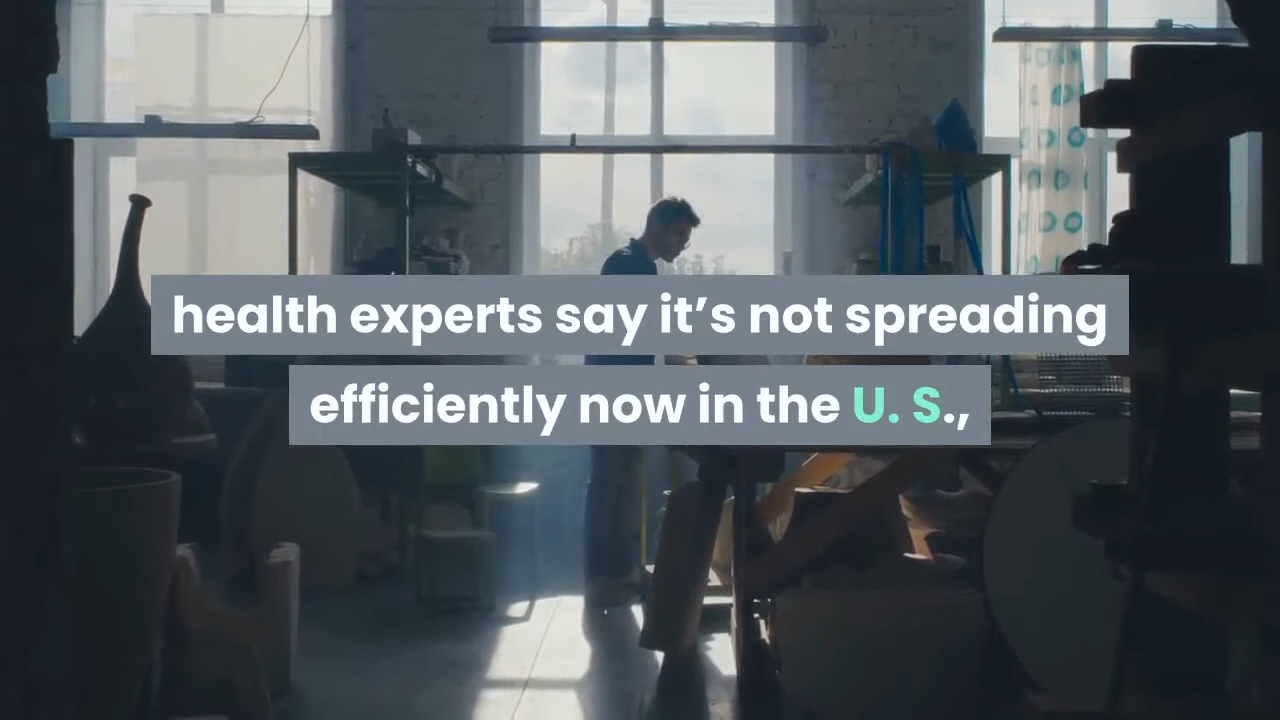 health experts say it’s not spreading
efficiently now in the U. S.,